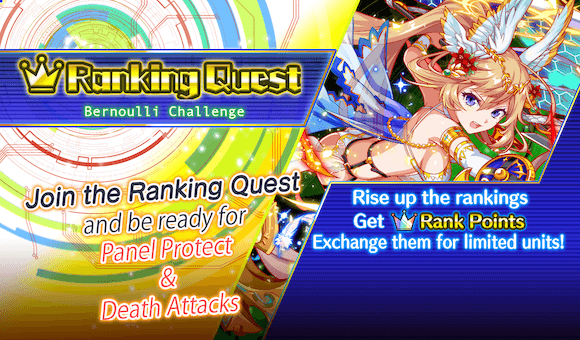 Ranking Quest
Bernoulli Challenge
Join the Ranking Quest
and be ready for
Panel Protect
&
Death Attacks
Rise up the rankings
Get Rank Points
Exchange them for limited units!